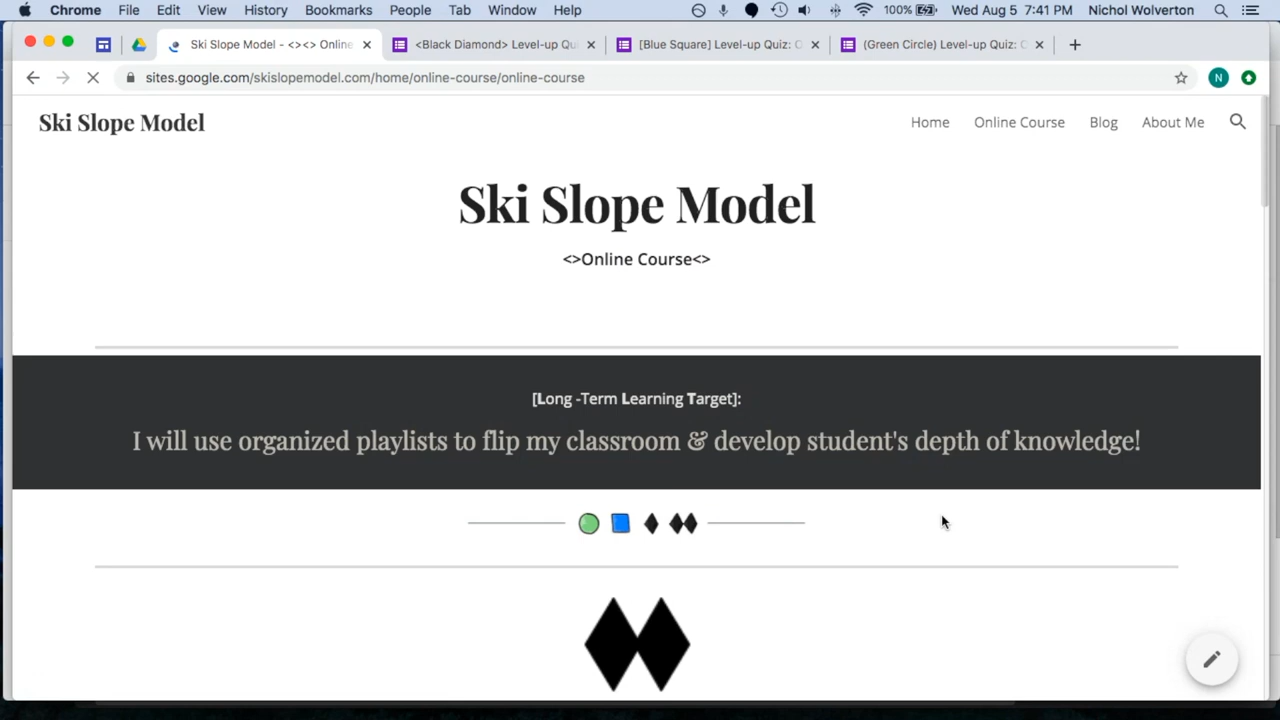 Chrome File Edit View History Bookmarks People Tab Window Help 100% Wed Aug 5 7:41 PM Nichol Wolverton
Ski Slope Model - <><> Online <Black Diamond> Level-up Qu [Blue Square] Level-up Quiz: (Green Circle) Level-up Quiz:
sites.google.com/skislopemodel.com/home/online-course/online-course N
Ski Slope Model Home Online Course Blog About Me
Ski Slope Model
<>Online Course<>
[Long -Term Learning Target]:
I will use organized playlists to flip my classroom & develop student's depth of knowledge!